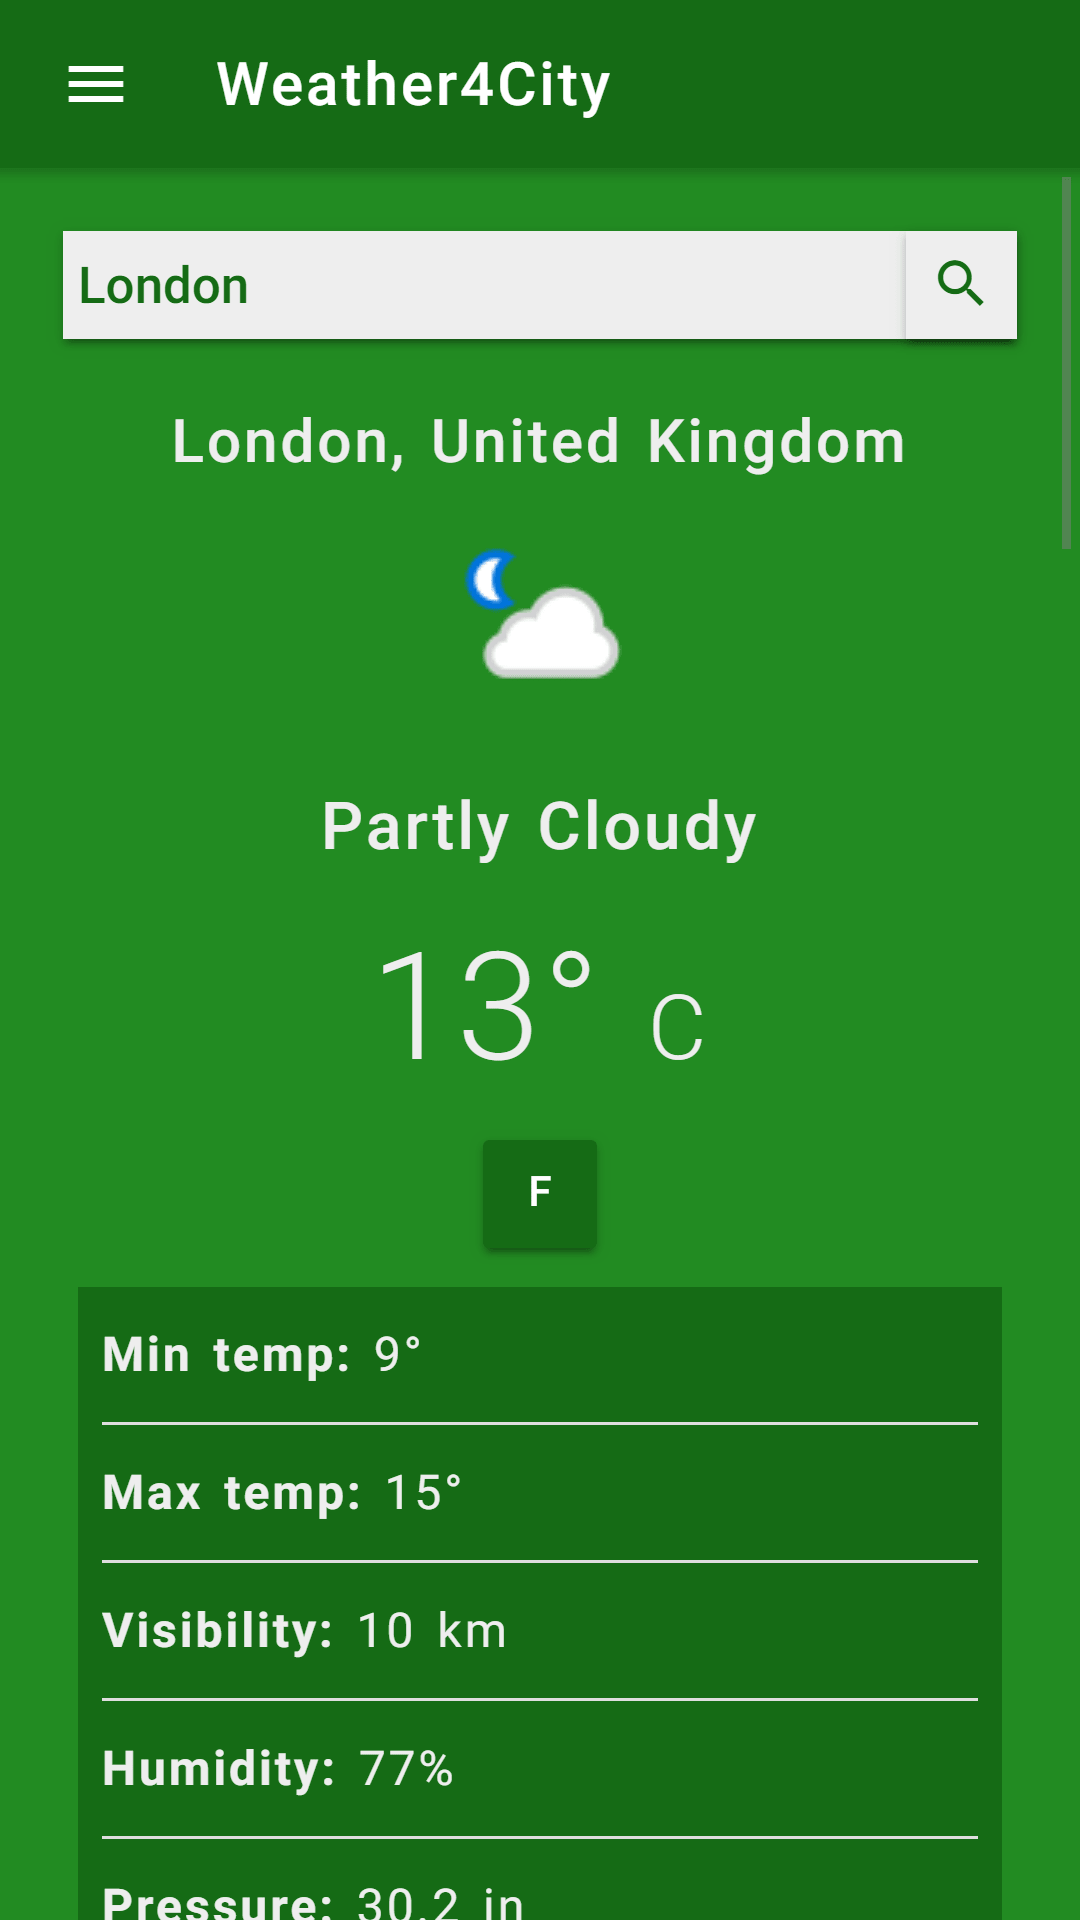 Weather4City
London
London, United Kingdom
Partly Cloudy
13° C
F
Min temp: 9°
Max temp: 15°
Visibility: 10 km
Humidity: 77%
Pressure: 30.2 in